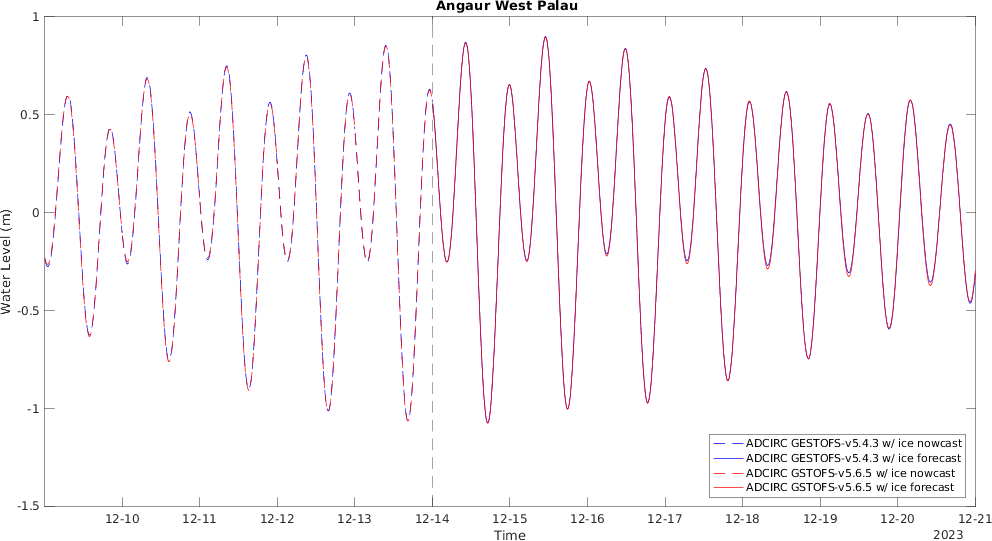 Angaur West Palau
1
0.5
0
-0.5
-1
-1.5
Water Level (m)
ADCIRC GESTOFS-v5.4.3 w/ ice nowcast
ADCIRC GESTOFS-v5.4.3 w/ ice forecast
ADCIRC GSTOFS-v5.6.5 w/ ice nowcast
ADCIRC GSTOFS-v5.6.5 w/ ice forecast
12-10 12-11 12-12 12-13 12-14 12-15 12-16 12-17 12-18 12-19 12-20 12-21
Time
2023